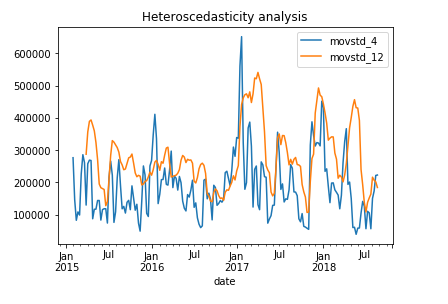 Heteroscedasticity analysis
movstd_4
movstd_12
600000
500000
400000
300000
200000
100000
Jan Jul Jan Jul Jan Jul Jan Jul
2015 2016 2017 2018
date